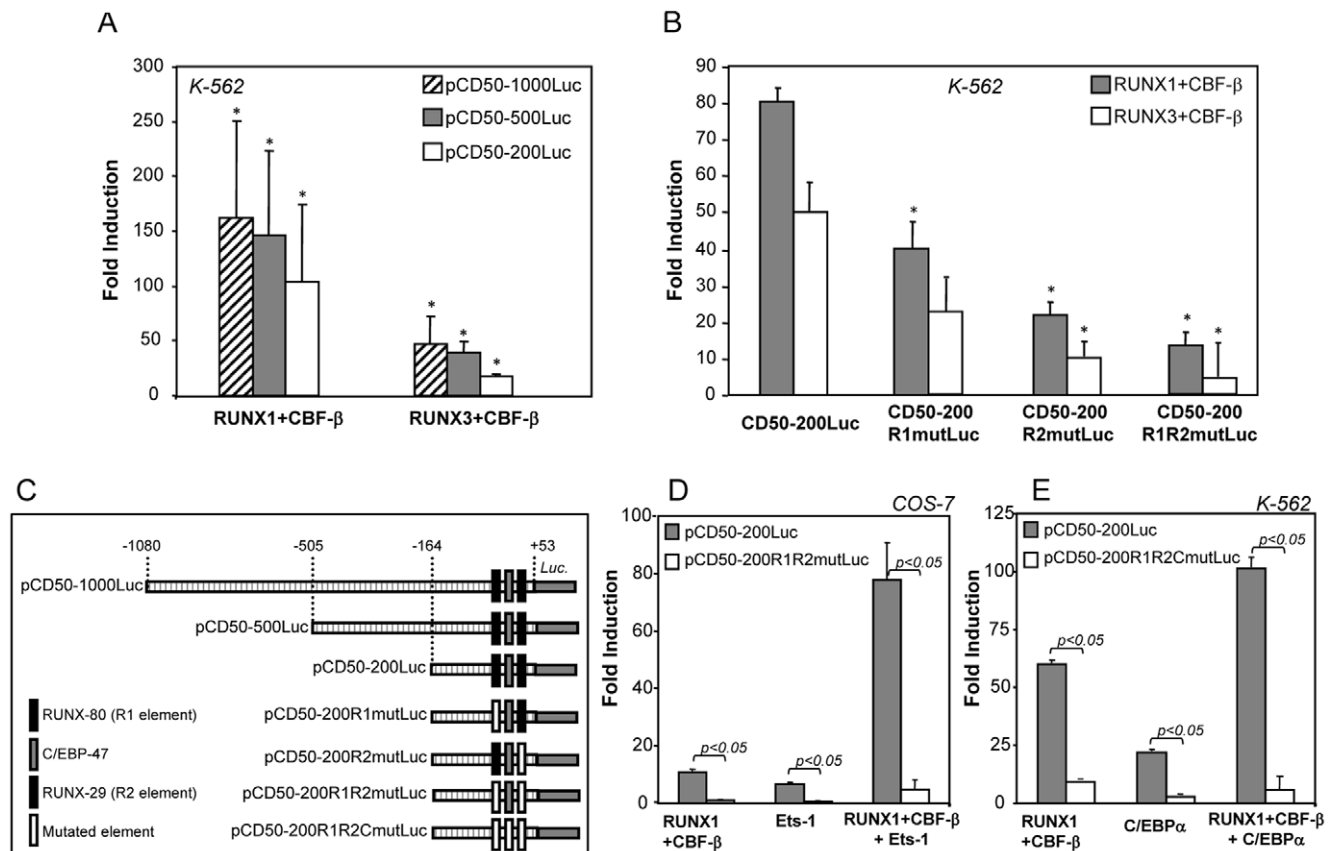 A
K-562
pCD50-1000Luc
pCD50-500Luc
pCD50-200Luc
Fold Induction
300
250
200
150
100
50
0
* * * * * *
RUNX1+CBF-β
RUNX3+CBF-β
B
K-562
RUNX1+CBF-β
RUNX3+CBF-β
Fold Induction
90
80
70
60
50
40
30
20
10
0
* * * * *
CD50-200Luc
CD50-200
R1mutLuc
CD50-200
R2mutLuc
CD50-200
R1R2mutLuc
C
-1080
-505
-164
+53
Luc.
pCD50-1000Luc
pCD50-500Luc
pCD50-200Luc
pCD50-200R1mutLuc
pCD50-200R2mutLuc
pCD50-200R1R2mutLuc
pCD50-200R1R2CmutLuc
RUNX-80 (R1 element)
C/EBP-47
RUNX-29 (R2 element)
Mutated element
D
COS-7
pCD50-200Luc
pCD50-200R1R2mutLuc
Fold Induction
100
80
60
40
20
0
p<0.05
p<0.05
p<0.05
RUNX1
+CBF-β
Ets-1
RUNX1+CBF-β
+ Ets-1
E
K-562
pCD50-200Luc
pCD50-200R1R2CmutLuc
Fold Induction
125
100
75
50
25
0
p<0.05
p<0.05
p<0.05
RUNX1
+CBF-β
C/EBPα
RUNX1+CBF-β
+ C/EBPα